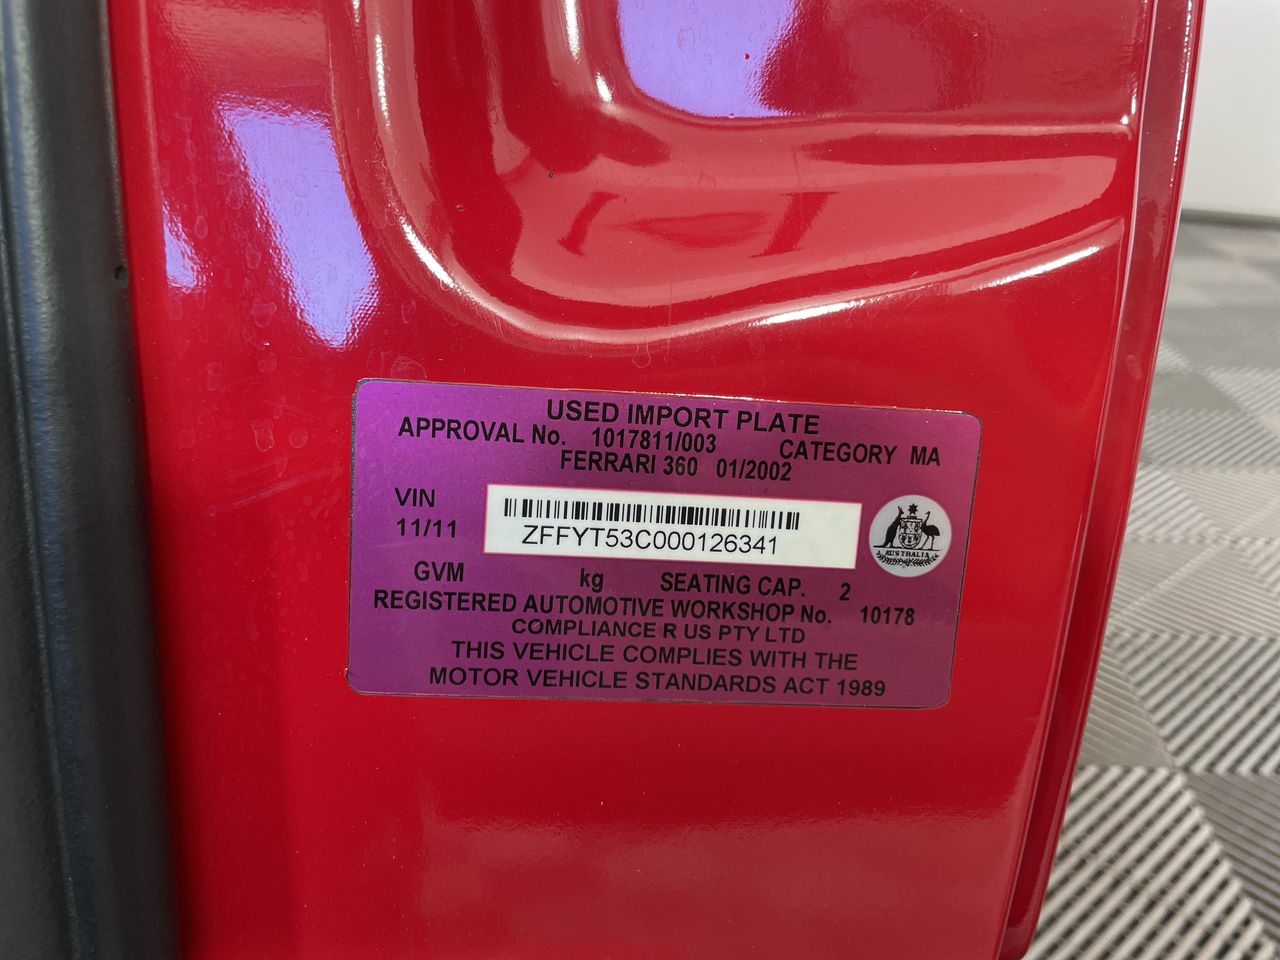 USED IMPORT PLATE
APPROVAL No. 1017811/003 CATEGORY MA
FERRARI 360 01/2002
VIN
11/11
ZFFYT53C000126341
AUSTRALIA
GVM kg SEATING CAP. 2
REGISTERED AUTOMOTIVE WORKSHOP No. 10178
COMPLIANCE R US PTY LTD
THIS VEHICLE COMPLIES WITH THE
MOTOR VEHICLE STANDARDS ACT 1989